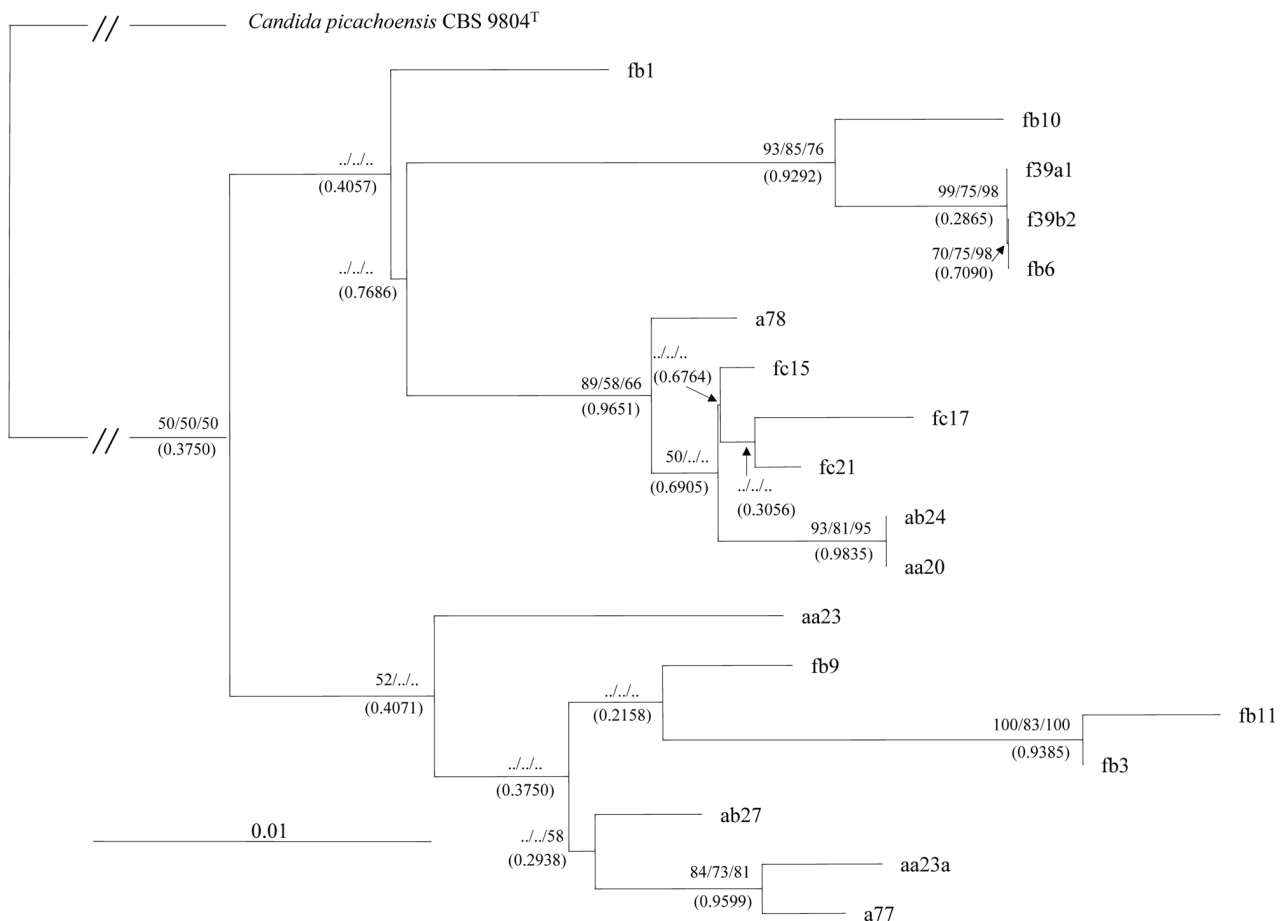 Candida picachoensis CBS 9804ᵀ
fb1
fb10
93/85/76
../../..
(0.9292)
f39a1
(0.4057)
99/75/98
(0.2865)
f39b2
70/75/98
(0.7090)
fb6
../../..
(0.7686)
a78
../../..
(0.6764)
fc15
89/58/66
(0.9651)
fc17
50/50/50
(0.3750)
50/../..
(0.6905)
fc21
../../..
(0.3056)
ab24
93/81/95
(0.9835)
aa20
aa23
fb9
52/../..
(0.4071)
../../..
(0.2158)
fb11
100/83/100
(0.9385)
fb3
../../..
(0.3750)
ab27
0.01
../../58
(0.2938)
aa23a
84/73/81
(0.9599)
a77